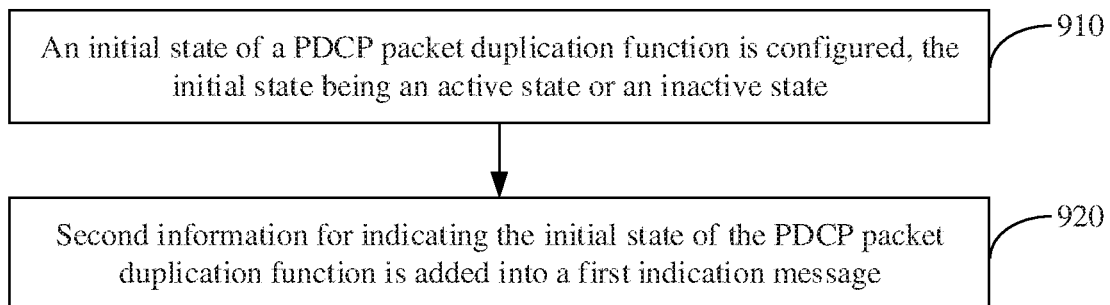 An initial state of a PDCP packet duplication function is configured, the
initial state being an active state or an inactive state
910
Second information for indicating the initial state of the PDCP packet
duplication function is added into a first indication message
920